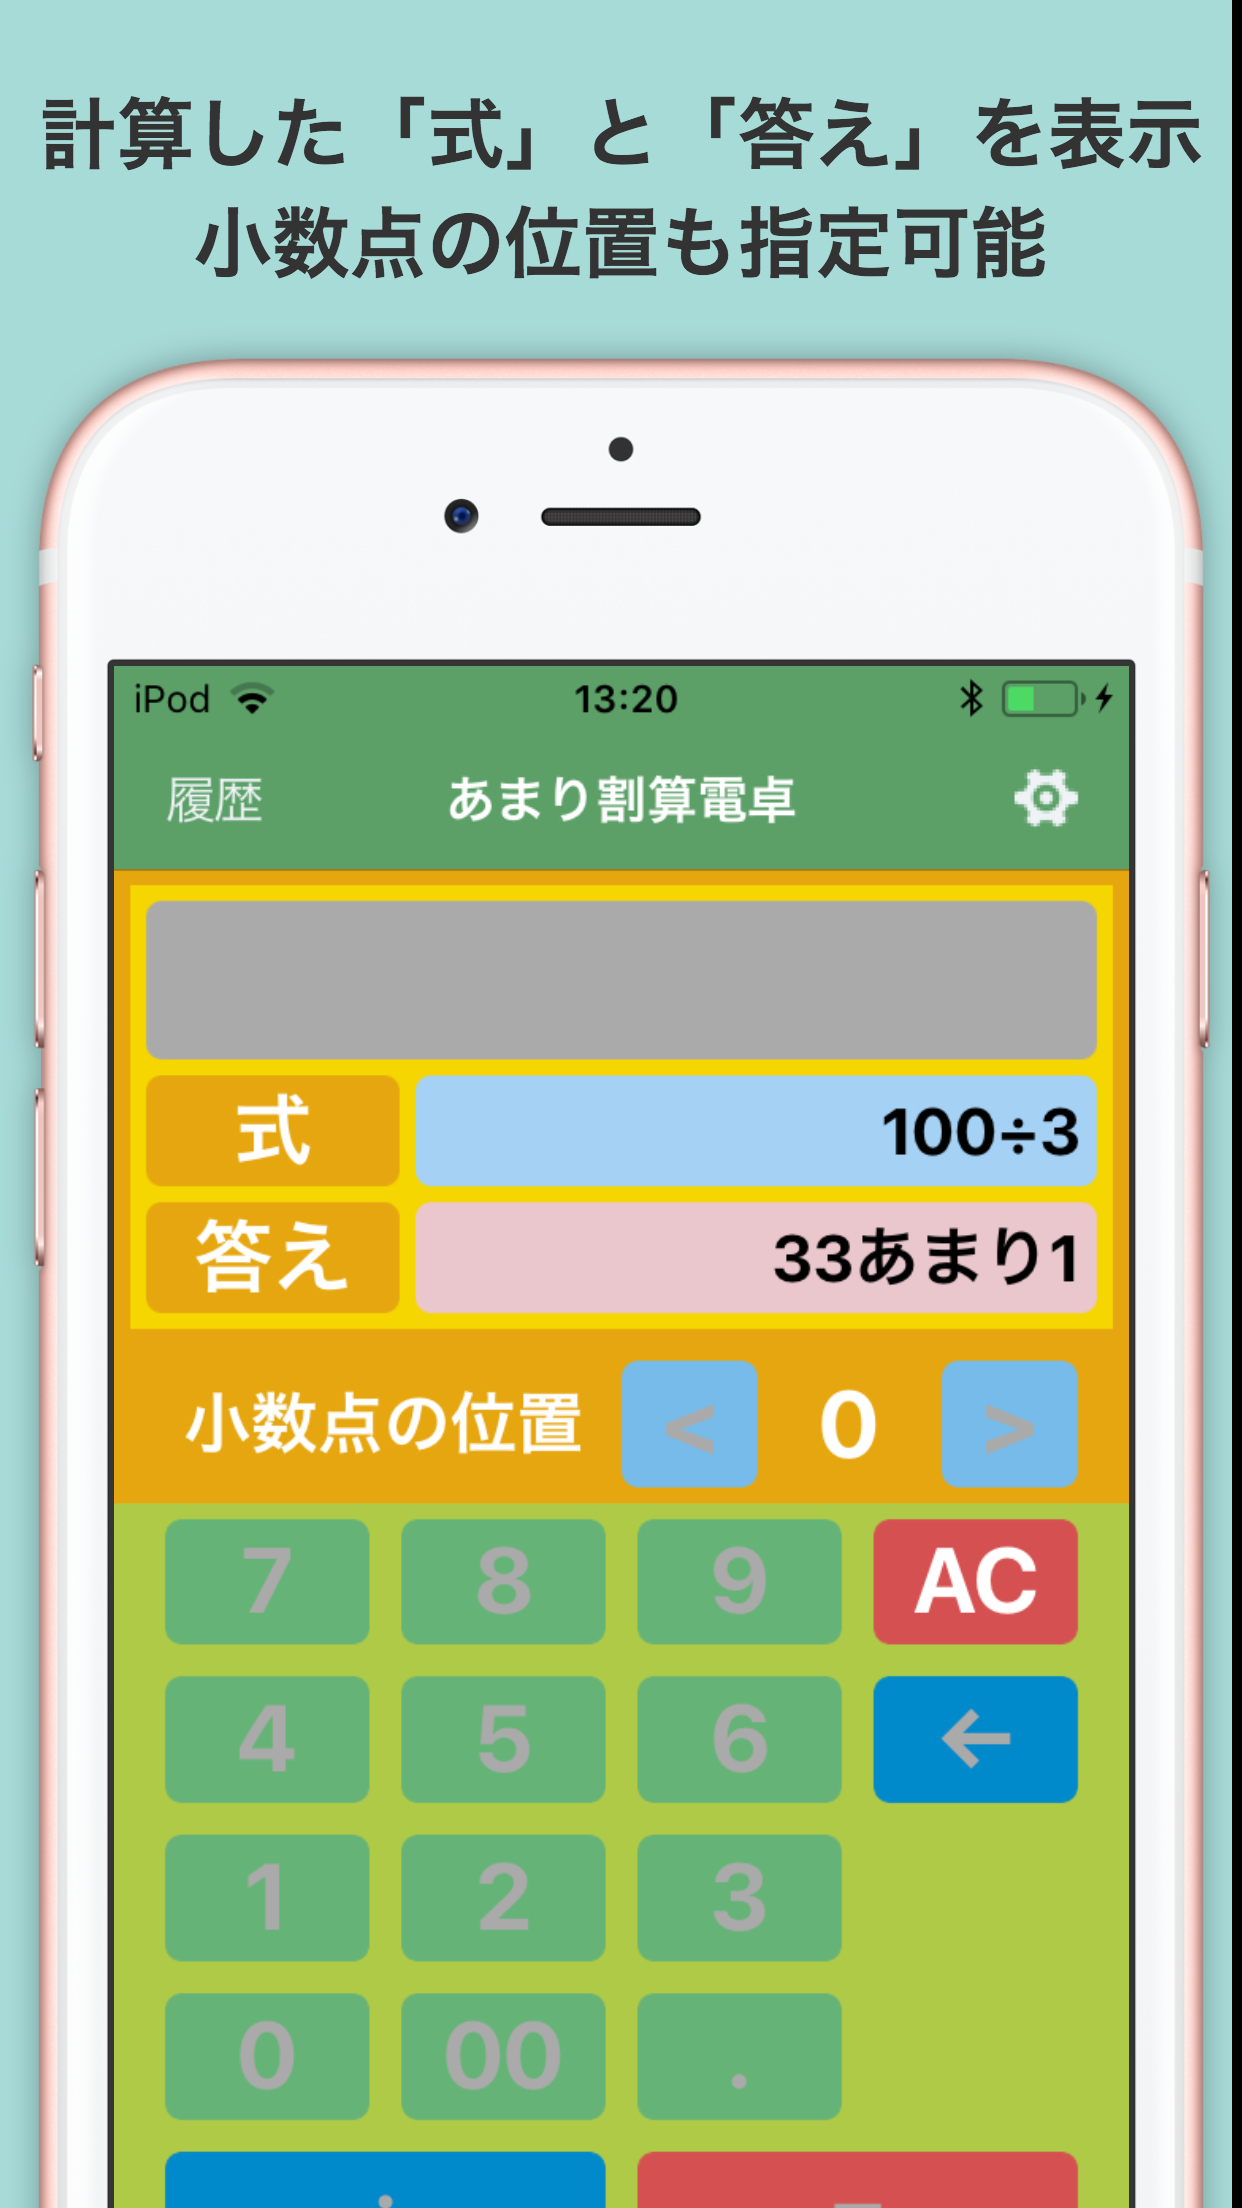 計算した「式」と「答え」を表示
小数点の位置も指定可能
iPod 13:20
履歴 あまり割算電卓
式 100÷3
答え 33あまり1
小数点の位置 < 0 >
7 8 9 AC
4 5 6 ←
1 2 3
0 00 .